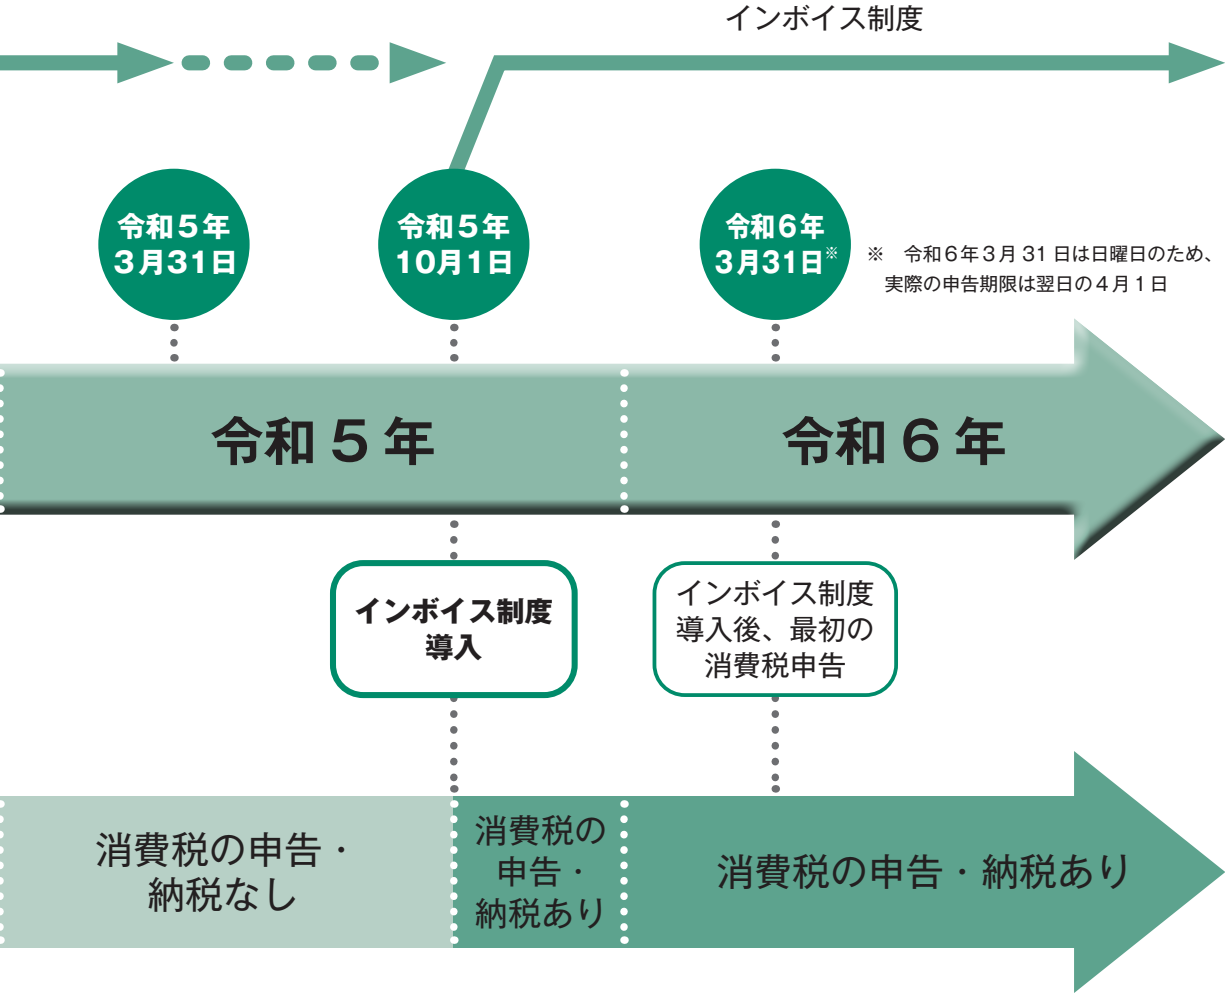 インボイス制度
令和5年
3月31日
令和5年
10月1日
令和6年
3月31日※
※　令和6年3月31日は日曜日のため、
実際の申告期限は翌日の4月1日
令和5年
令和6年
インボイス制度
導入
インボイス制度
導入後、最初の
消費税申告
消費税の申告・
納税なし
消費税の
申告・
納税あり
消費税の申告・納税あり